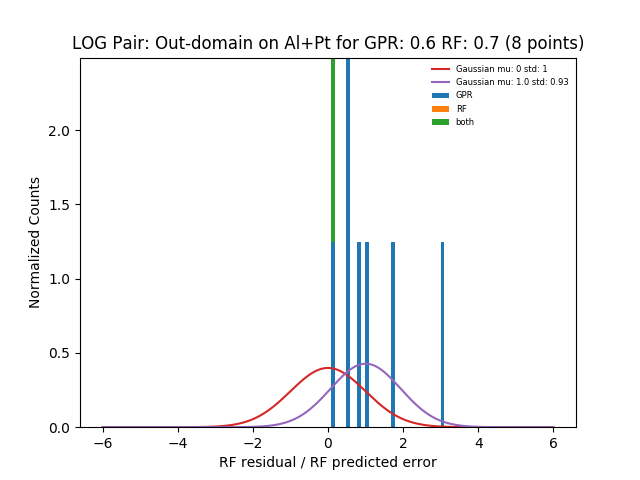 LOG Pair: Out-domain on Al+Pt for GPR: 0.6 RF: 0.7 (8 points)
Gaussian mu: 0 std: 1
Gaussian mu: 1.0 std: 0.93
GPR
RF
both
Normalized Counts
2.0
1.5
1.0
0.5
0.0
−6 −4 −2 0 2 4 6
RF residual / RF predicted error